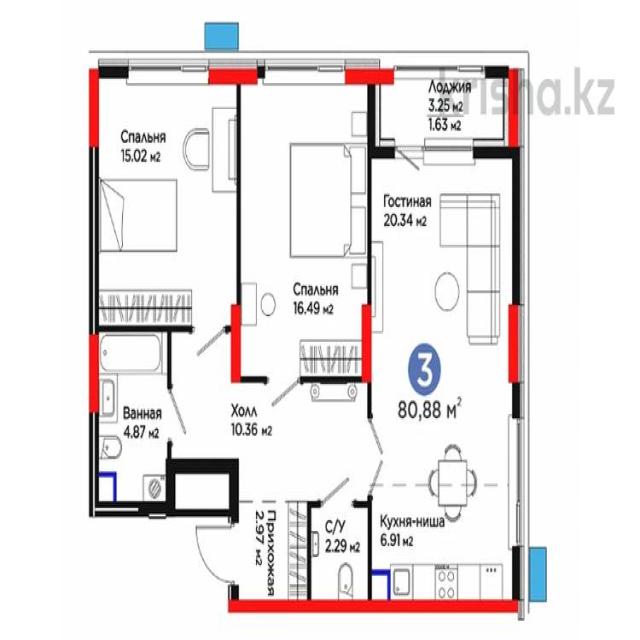 krisha.kz
Лоджия
3.25 м2
1.63 м2
Спальня
15.02 м2
Гостиная
20.34 м2
Спальня
16.49 м2
3
80,88 м2
Ванная
4.87 м2
Холл
10.36 м2
Прихожая
2.97 м2
С/У
2.29 м2
Кухня-ниша
6.91 м2